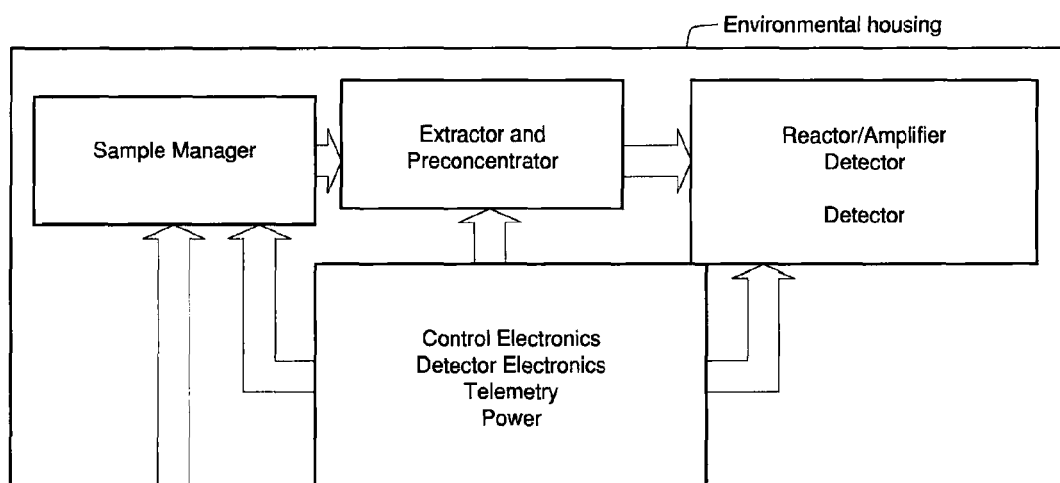 Environmental housing
Sample Manager
Extractor and
Preconcentrator
Reactor/Amplifier
Detector
Detector
Control Electronics
Detector Electronics
Telemetry
Power